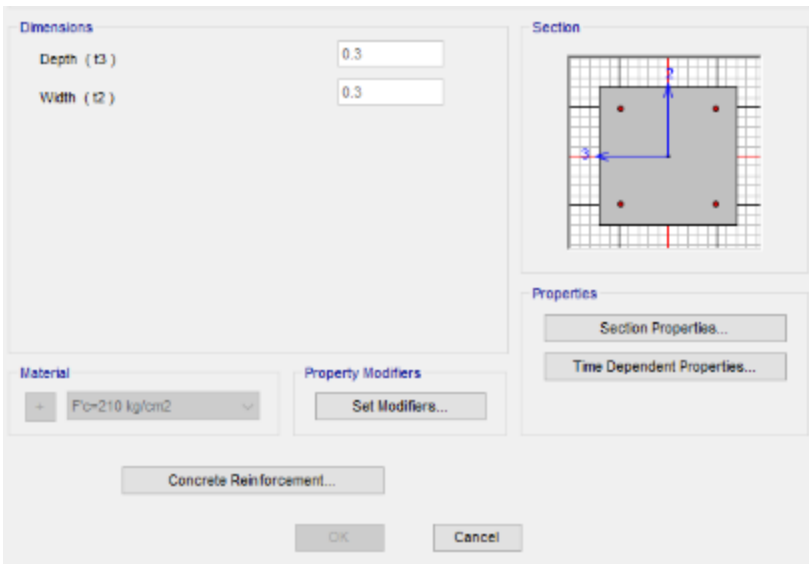 Dimensions
Depth ( t3 )
0.3
Width ( t2 )
0.3
Section
2
3
Properties
Section Properties...
Time Dependent Properties...
Material
+
F'c=210 kg/cm2
Property Modifiers
Set Modifiers...
Concrete Reinforcement...
OK
Cancel